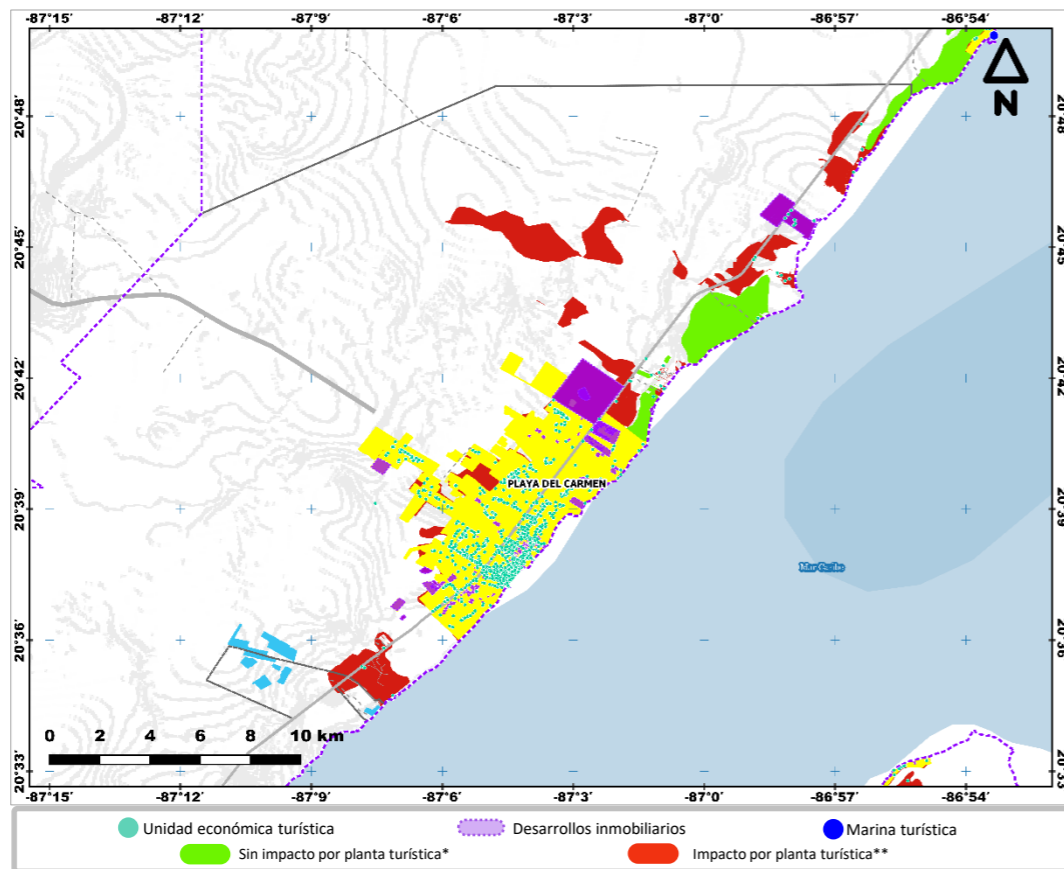 -87°15' -87°12' -87°9' -87°6' -87°3' -87°0' -86°57' -86°54'
N
20°48' 20°48'
20°45' 20°45'
20°42' 20°42'
PLAYA DEL CARMEN
20°39' 20°39'
Mar Caribe
20°36' 20°36'
0 2 4 6 8 10 km
20°33' 20°33'
-87°15' -87°12' -87°9' -87°6' -87°3' -87°0' -86°57' -86°54'
Unidad económica turística Desarrollos inmobiliarios Marina turística
Sin impacto por planta turística* Impacto por planta turística**